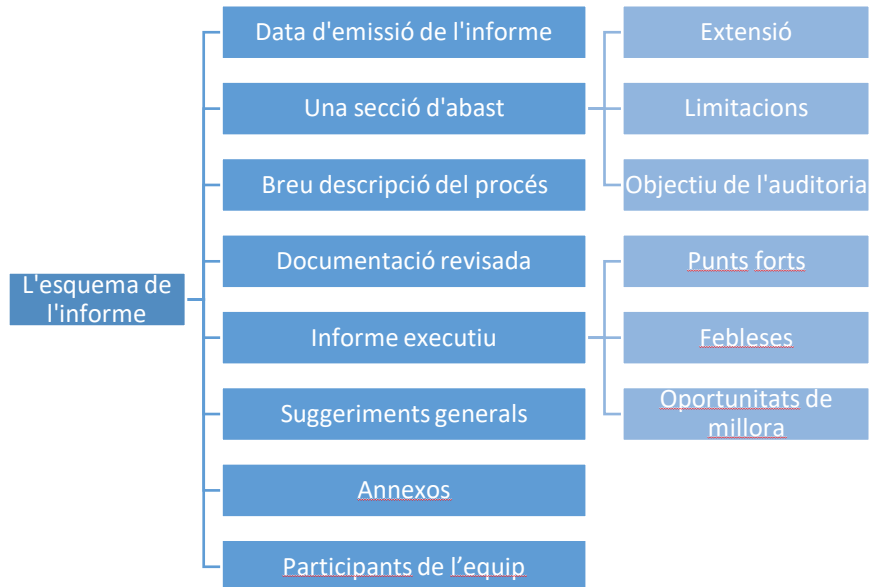 L'esquema de
l'informe
Data d'emissió de l'informe
Una secció d'abast
Extensió
Limitacions
Objectiu de l'auditoria
Breu descripció del procés
Documentació revisada
Informe executiu
Punts forts
Febleses
Oportunitats de
millora
Suggeriments generals
Annexos
Participants de l’equip